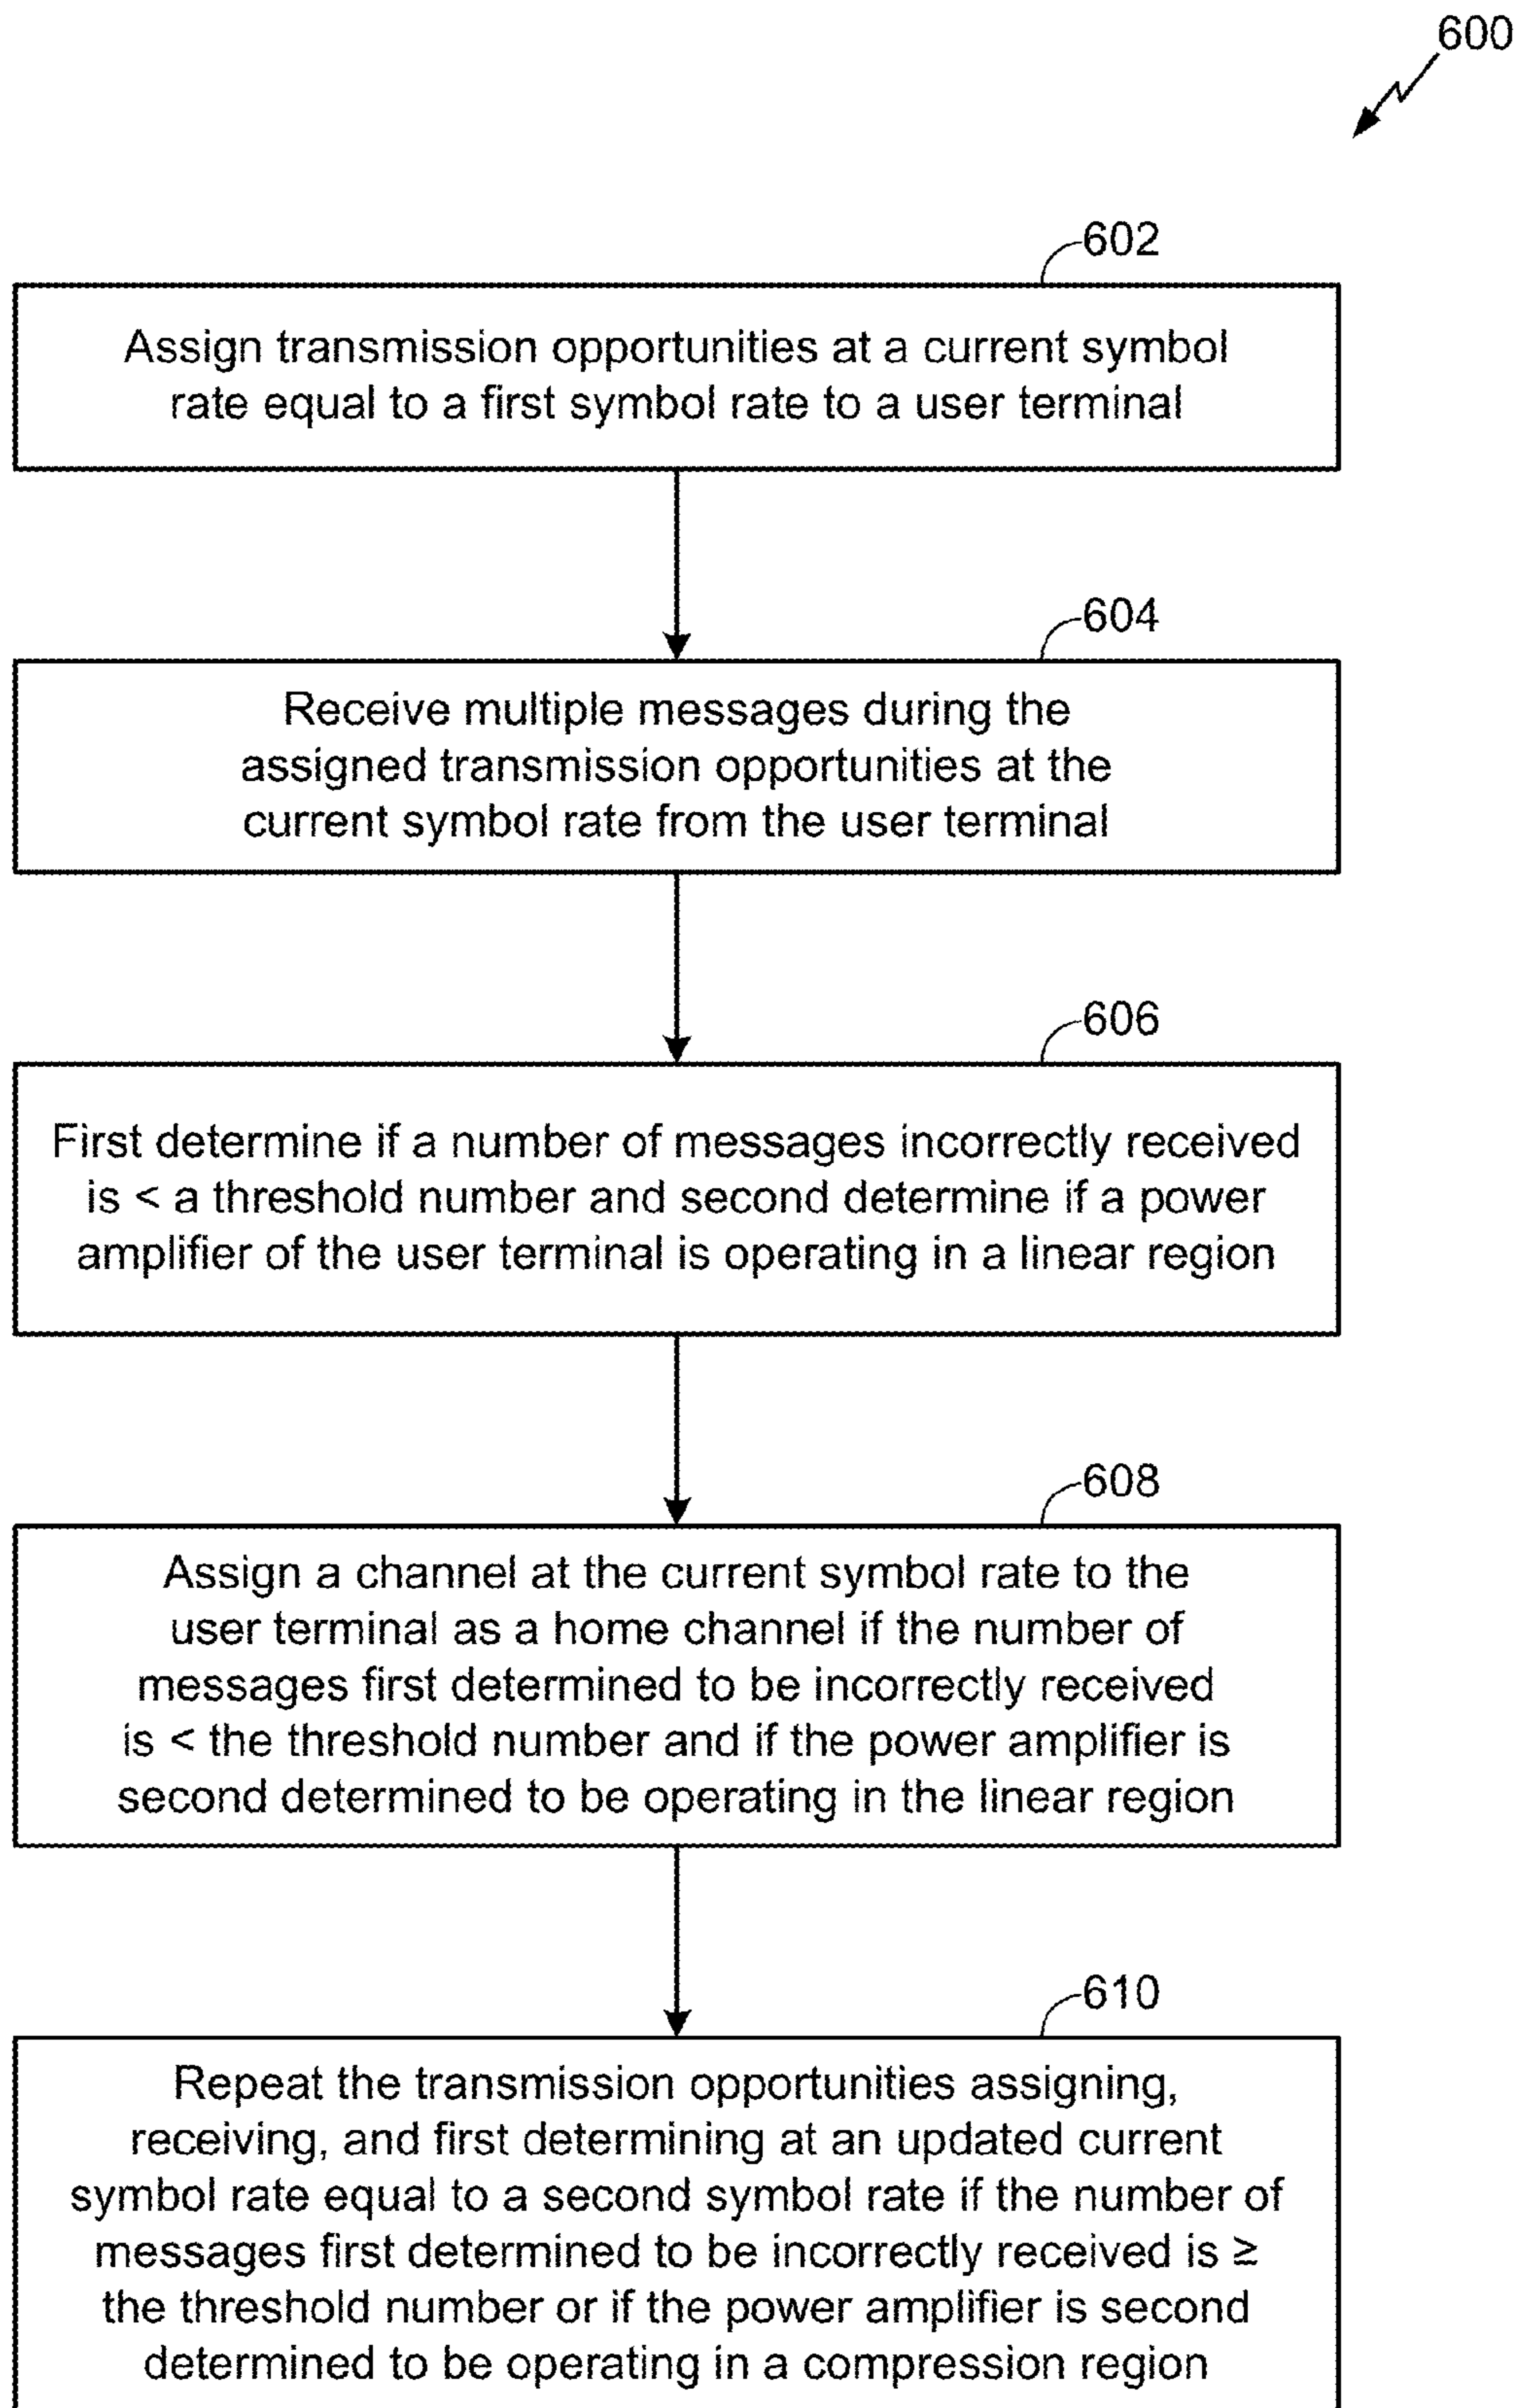 600
602
Assign transmission opportunities at a current symbol
rate equal to a first symbol rate to a user terminal
604
Receive multiple messages during the
assigned transmission opportunities at the
current symbol rate from the user terminal
606
First determine if a number of messages incorrectly received
is < a threshold number and second determine if a power
amplifier of the user terminal is operating in a linear region
608
Assign a channel at the current symbol rate to the
user terminal as a home channel if the number of
messages first determined to be incorrectly received
is < the threshold number and if the power amplifier is
second determined to be operating in the linear region
610
Repeat the transmission opportunities assigning,
receiving, and first determining at an updated current
symbol rate equal to a second symbol rate if the number of
messages first determined to be incorrectly received is ≥
the threshold number or if the power amplifier is second
determined to be operating in a compression region